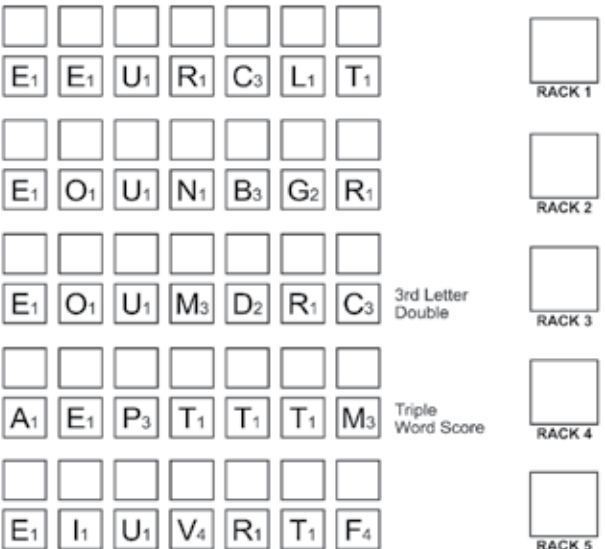 E1 E1 U1 R1 C3 L1 T1
RACK 1
E1 O1 U1 N1 B3 G2 R1
RACK 2
E1 O1 U1 M3 D2 R1 C3
3rd Letter
Double
RACK 3
A1 E1 P3 T1 T1 T1 M3
Triple
Word Score
RACK 4
E1 I1 U1 V4 R1 T1 F4
RACK 5